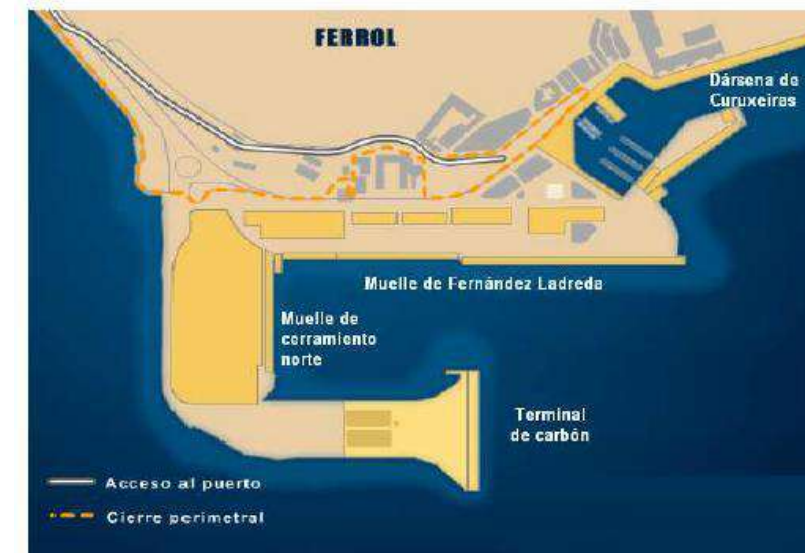 FERROL
Dársena de
Curuxeiras
Muelle de Fernández Ladreda
Muelle de
cerramiento
norte
Terminal
de carbón
Acceso al puerto
Cierre perimetral